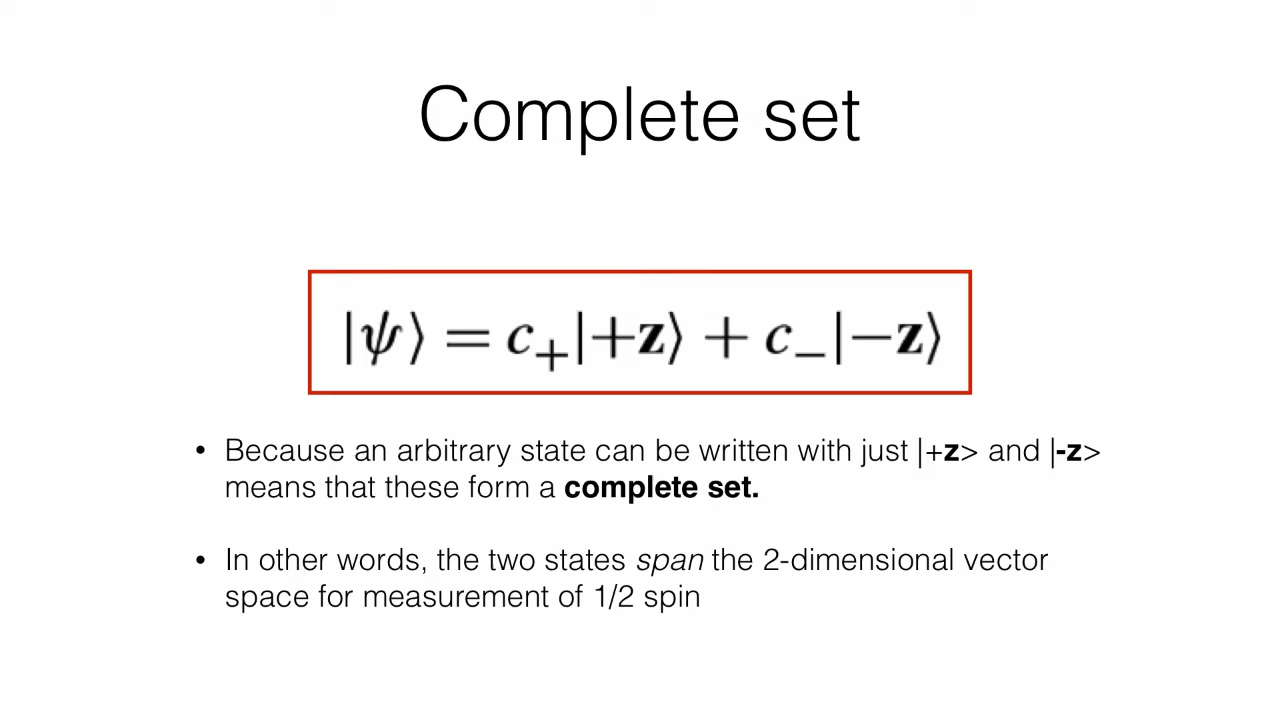 Complete set
|ψ⟩ = c₊|+z⟩ + c₋|−z⟩
• Because an arbitrary state can be written with just |+z> and |-z>
means that these form a complete set.
• In other words, the two states span the 2-dimensional vector
space for measurement of 1/2 spin